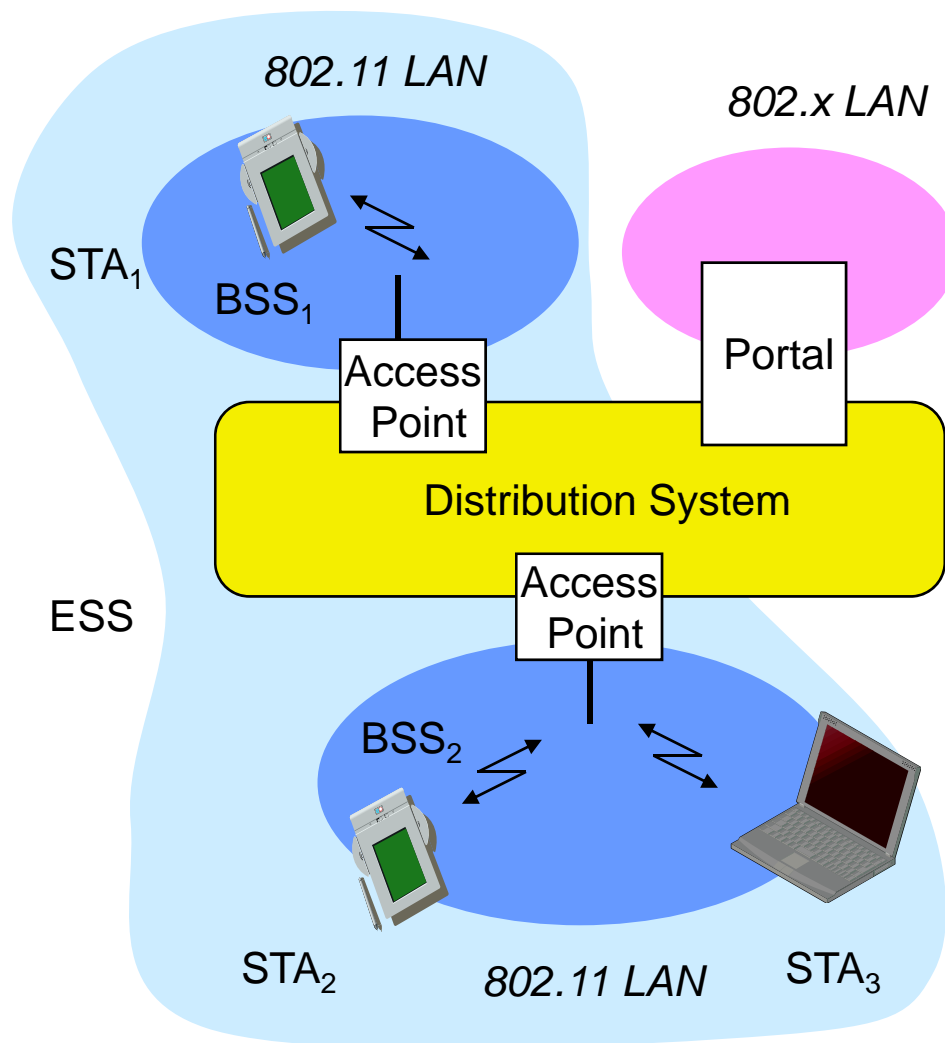 802.11 LAN
802.x LAN
STA₁
BSS₁
Access
Point
Portal
Distribution System
Access
Point
ESS
BSS₂
STA₂
802.11 LAN
STA₃